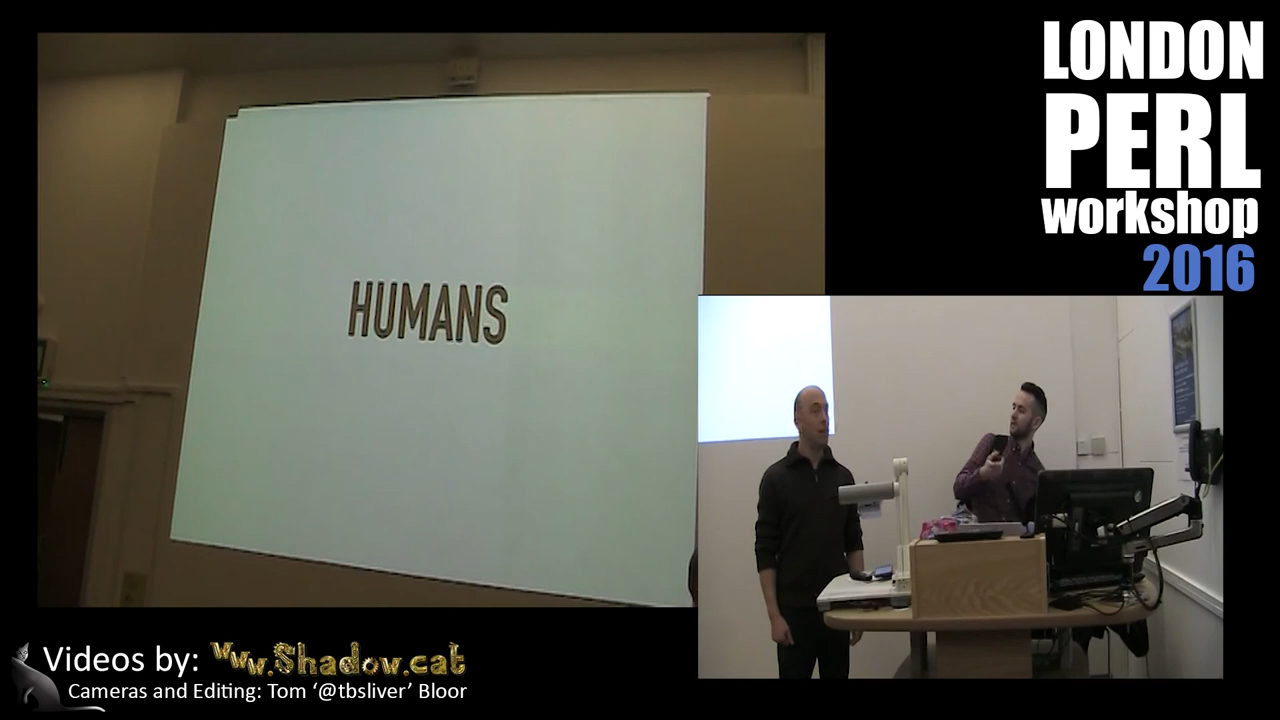 HUMANS
LONDON
PERL
workshop
2016
Videos by: Www.Shadow.cat
Cameras and Editing: Tom ‘@tbsliver’ Bloor